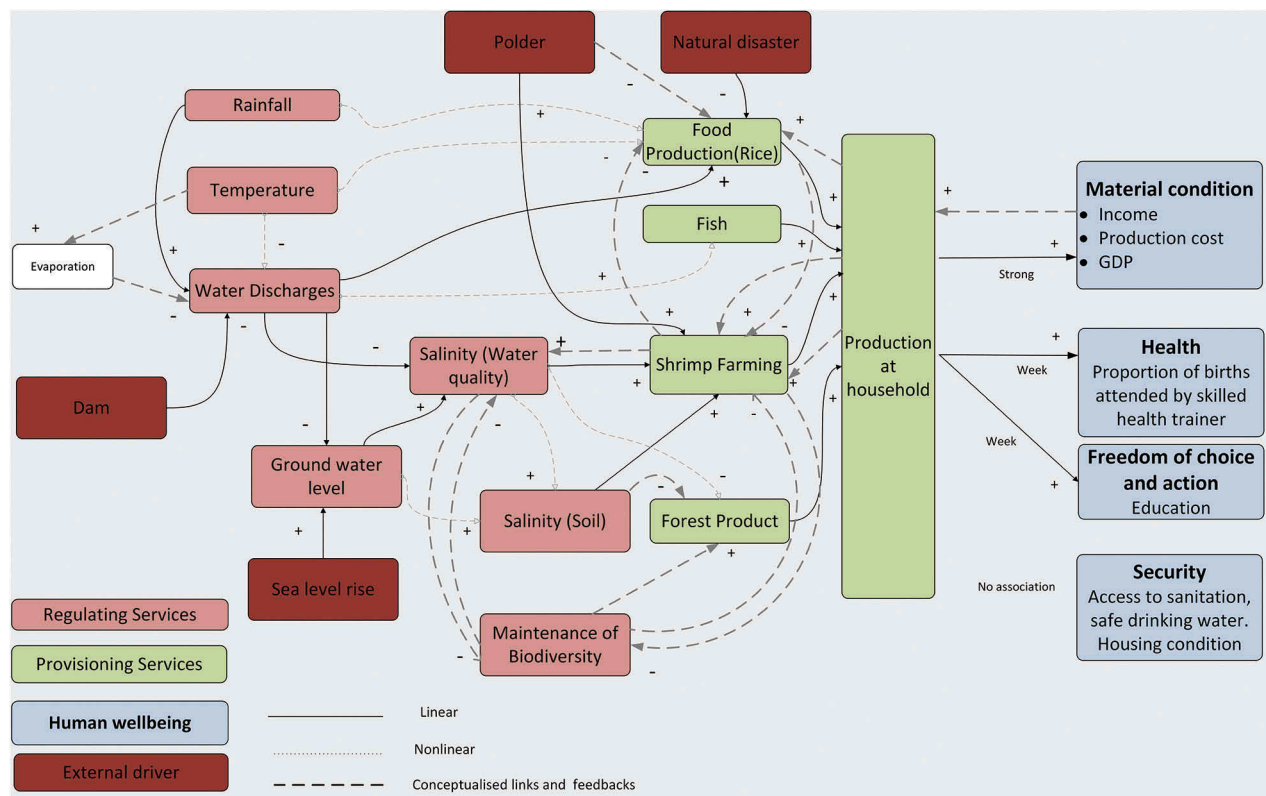 Polder
Natural disaster
Rainfall
Food
Production(Rice)
Temperature
Fish
Evaporation
Water Discharges
Material condition
● Income
● Production cost
● GDP
Strong
Salinity (Water
quality)
Shrimp Farming
Production
at
household
Health
Proportion of births
attended by skilled
health trainer
Week
Dam
Week
Freedom of choice
and action
Education
Ground water
level
Salinity (Soil)
Forest Product
Sea level rise
No association
Security
Access to sanitation,
safe drinking water.
Housing condition
Maintenance of
Biodiversity
Regulating Services
Provisioning Services
Human wellbeing
External driver
Linear
Nonlinear
Conceptualised links and feedbacks